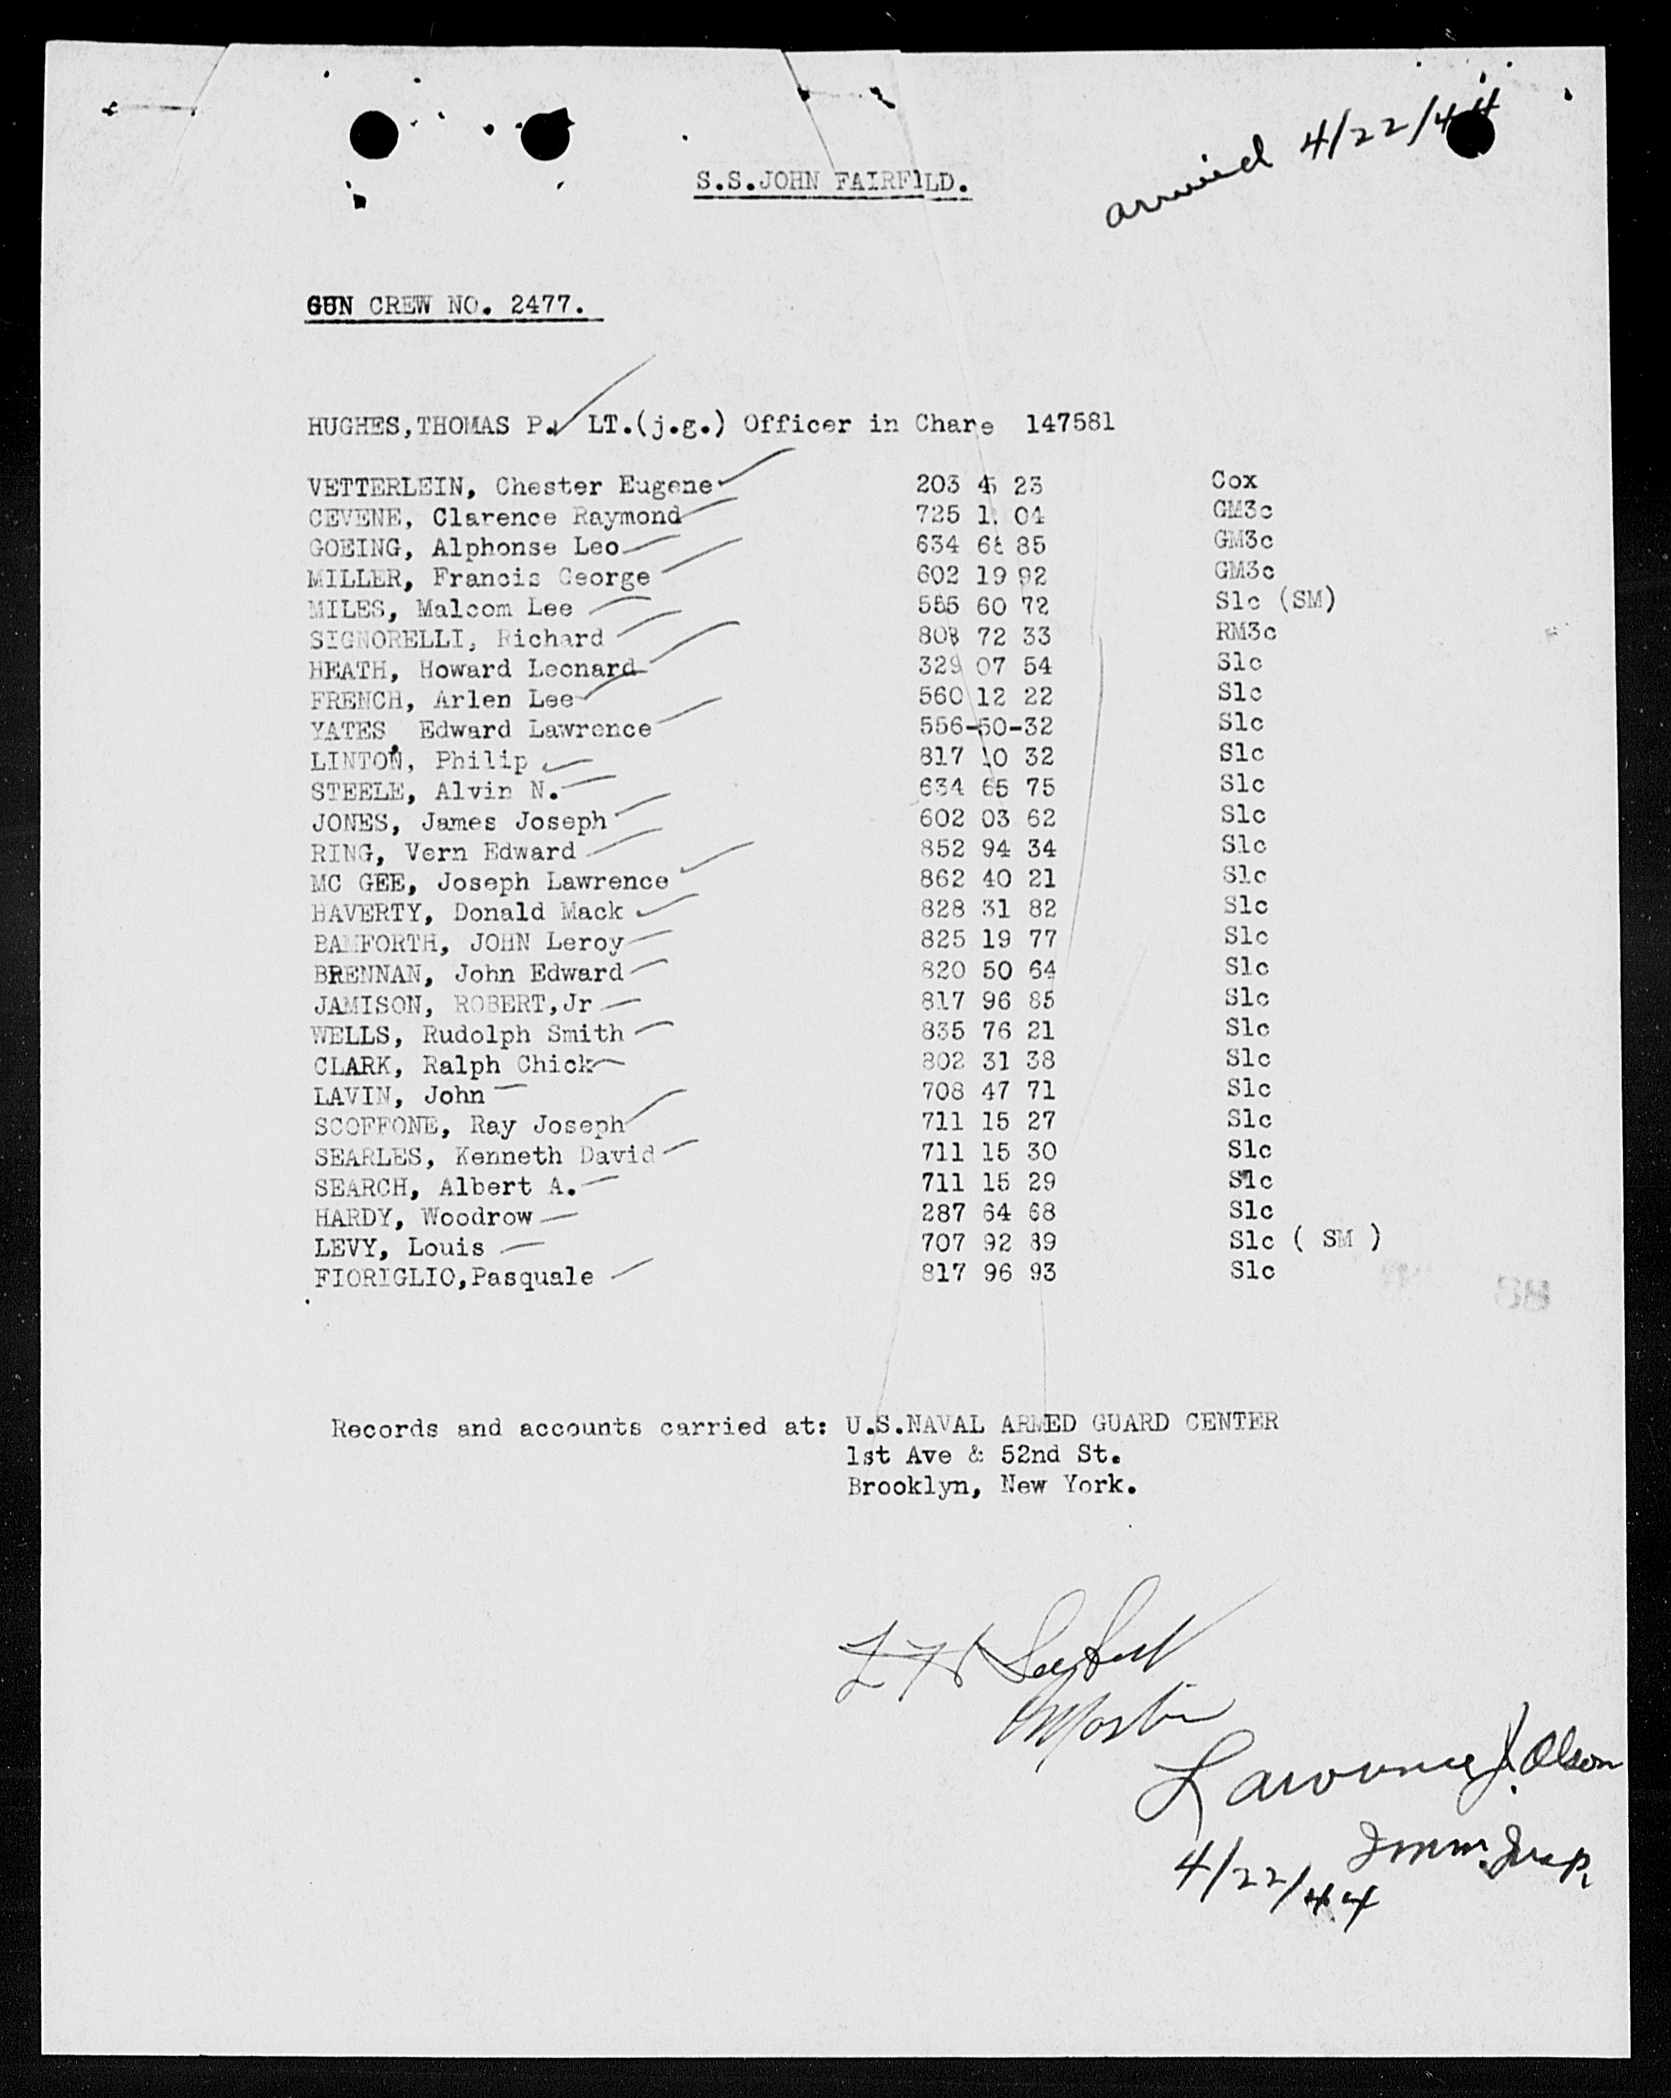 arrived 4/22/44
S.S.JOHN FAIRFILD.
GUN CREW NO. 2477.
HUGHES,THOMAS P. LT.(j.g.) Officer in Chare 147581
VETTERLEIN, Chester Eugene 203 45 23 Cox
CEVENE, Clarence Raymond 725 1 04 GM3c
GOEING, Alphonse Leo 634 68 85 GM3c
MILLER, Francis George 602 19 92 GM3c
MILES, Malcom Lee 555 60 72 S1c (SM)
SIGNORELLI, Richard 808 72 33 RM3c
HEATH, Howard Leonard 329 07 54 S1c
FRENCH, Arlen Lee 560 12 22 S1c
YATES, Edward Lawrence 556-50-32 S1c
LINTON, Philip 817 10 32 S1c
STEELE, Alvin N. 634 65 75 S1c
JONES, James Joseph 602 03 62 S1c
RING, Vern Edward 852 94 34 S1c
MC GEE, Joseph Lawrence 862 40 21 S1c
HAVERTY, Donald Mack 828 31 82 S1c
BAMFORTH, JOHN Leroy 825 19 77 S1c
BRENNAN, John Edward 820 50 64 S1c
JAMISON, ROBERT,Jr 817 96 85 S1c
WELLS, Rudolph Smith 835 76 21 S1c
CLARK, Ralph Chick 802 31 38 S1c
LAVIN, John 708 47 71 S1c
SCOFFONE, Ray Joseph 711 15 27 S1c
SEARLES, Kenneth David 711 15 30 S1c
SEARCH, Albert A. 711 15 29 S1c
HARDY, Woodrow 287 64 68 S1c
LEVY, Louis 707 92 89 S1c ( SM )
FIORIGLIO,Pasquale 817 96 93 S1c
Records and accounts carried at: U.S.NAVAL ARMED GUARD CENTER
1st Ave & 52nd St.
Brooklyn, New York.
Master
Lawrence J. Olson
Imm. Insp.
4/22/44